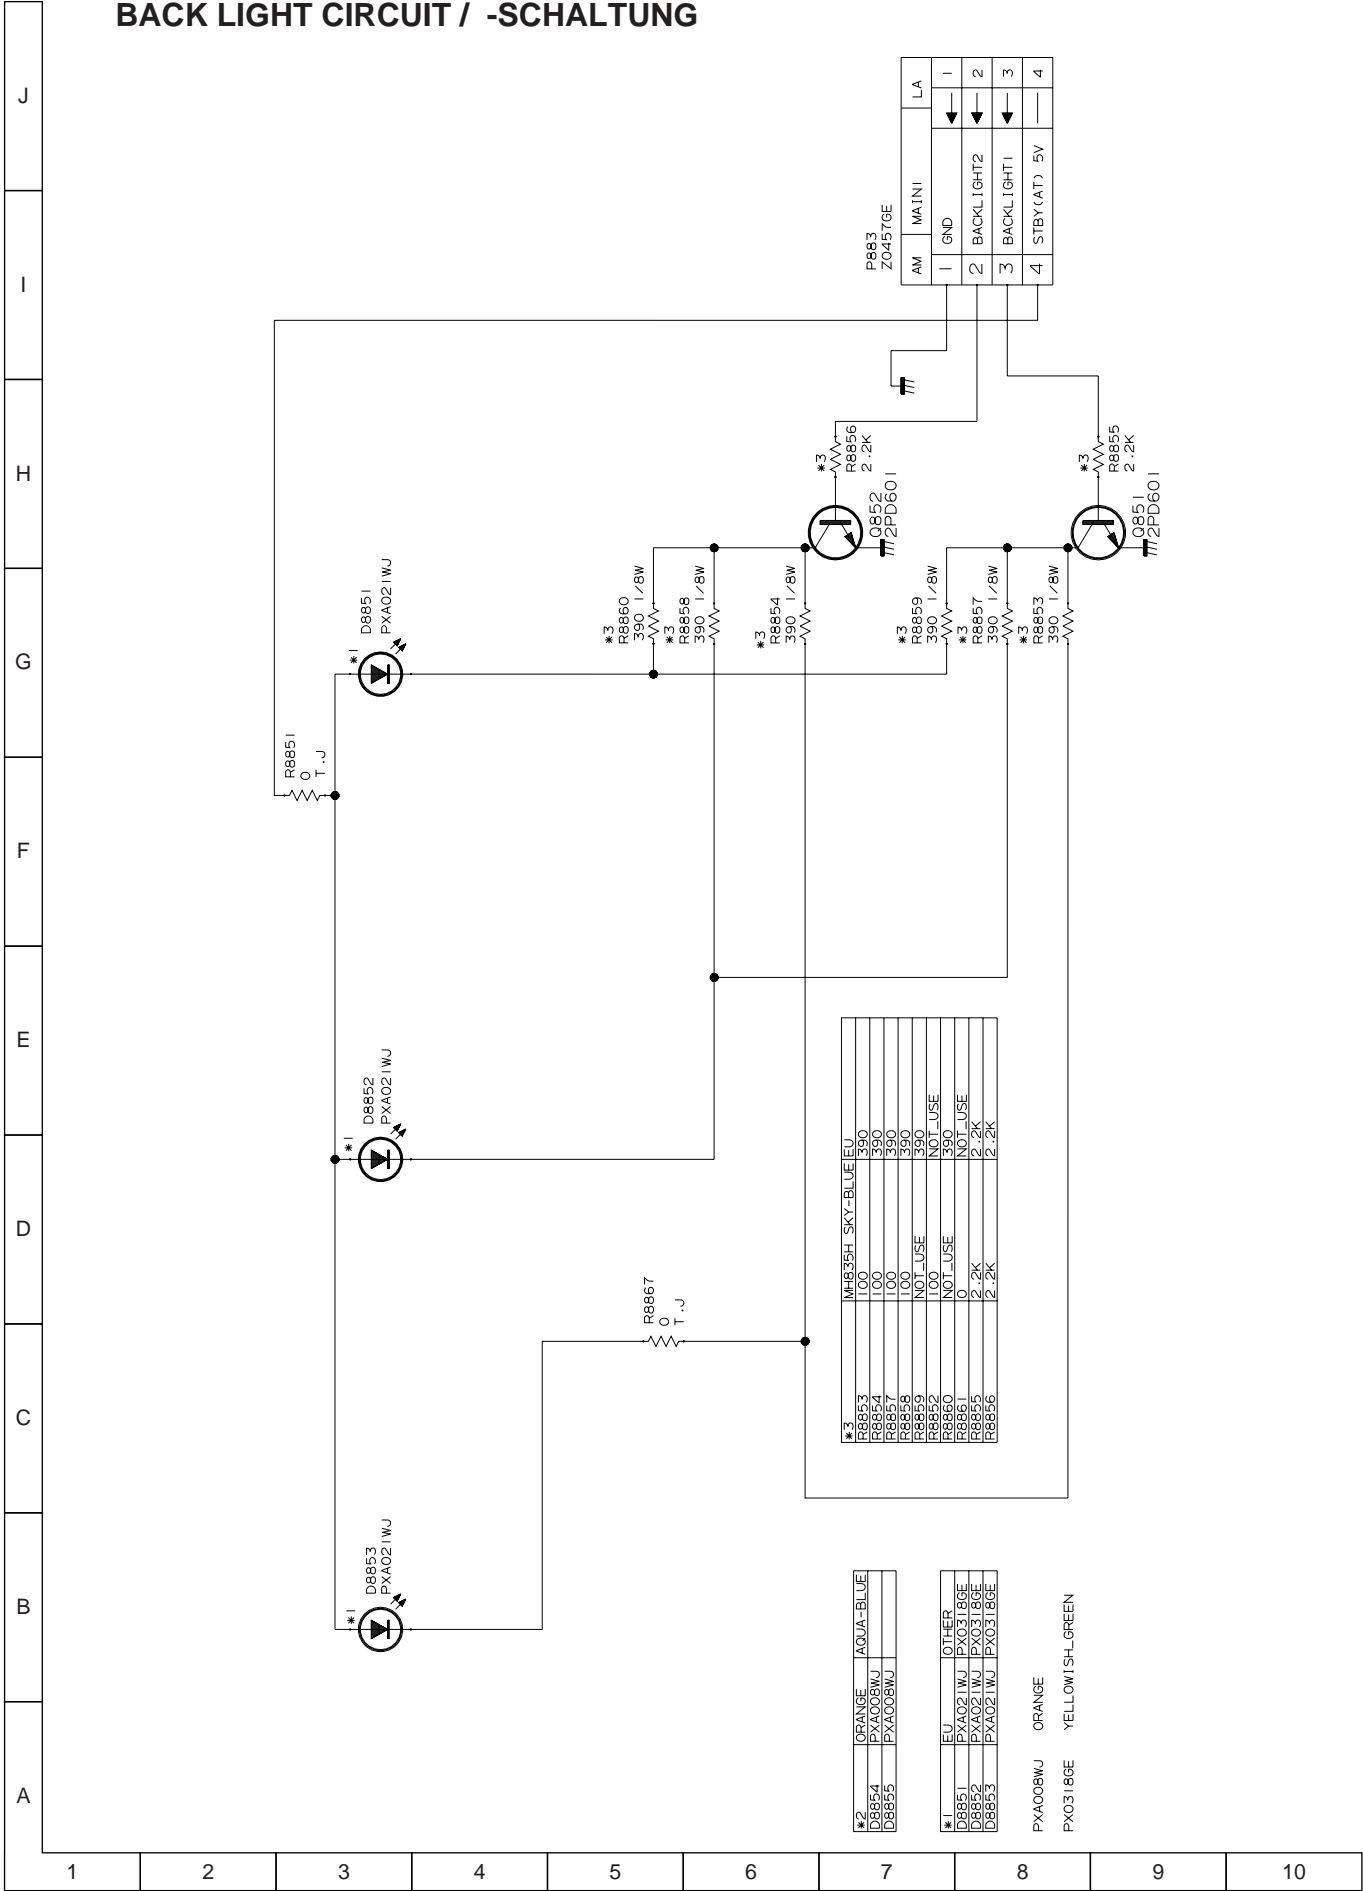 BACK LIGHT CIRCUIT / -SCHALTUNG
J
I
H
G
F
E
D
C
B
A
1 2 3 4 5 6 7 8 9 10
P883
Z0457GE
AM MAIN1 LA
1 GND 1
2 BACKLIGHT2 2
3 BACKLIGHT1 3
4 STBY(AT) 5V 4
*3
R8856
2.2K
*3
R8855
2.2K
Q852
2PD601
Q851
2PD601
D8851
PXA021WJ
*1
*3
R8860
390 1/8W
*3
R8858
390 1/8W
*3
R8854
390 1/8W
*3
R8859
390 1/8W
*3
R8857
390 1/8W
*3
R8853
390 1/8W
R8851
0
T.J
D8852
PXA021WJ
*1
R8867
0
T.J
D8853
PXA021WJ
*1
*3 MH835H SKY-BLUE EU
R8853 100 390
R8854 100 390
R8857 100 390
R8858 100 390
R8859 NOT_USE 390
R8852 100 NOT_USE
R8860 NOT_USE 390
R8861 0 NOT_USE
R8855 2.2K 2.2K
R8856 2.2K 2.2K
*2 ORANGE AQUA-BLUE
D8854 PXA008WJ
D8855 PXA008WJ
*1 EU OTHER
D8851 PXA021WJ PX0318GE
D8852 PXA021WJ PX0318GE
D8853 PXA021WJ PX0318GE
PXA008WJ ORANGE
PX0318GE YELLOWISH_GREEN